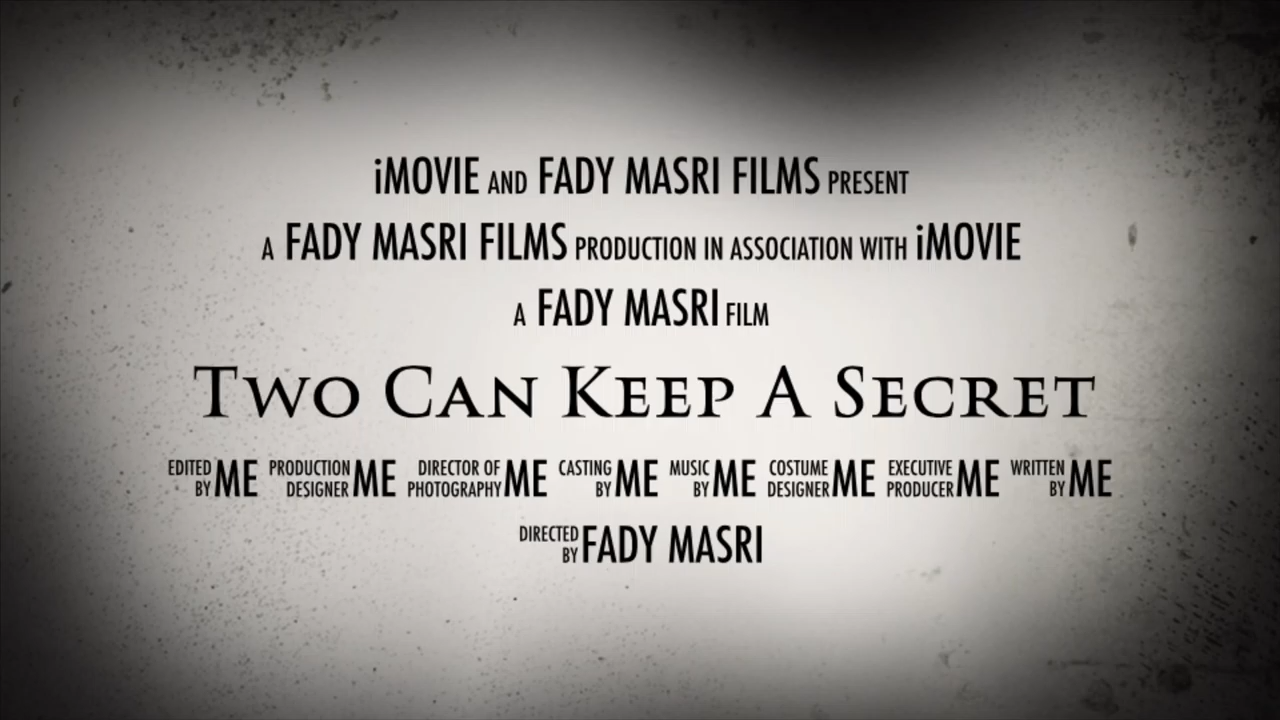 iMOVIE AND FADY MASRI FILMS PRESENT
A FADY MASRI FILMS PRODUCTION IN ASSOCIATION WITH iMOVIE
A FADY MASRI FILM
TWO CAN KEEP A SECRET
EDITED BY ME PRODUCTION DESIGNER ME DIRECTOR OF PHOTOGRAPHY ME CASTING BY ME MUSIC BY ME COSTUME DESIGNER ME EXECUTIVE PRODUCER ME WRITTEN BY ME
DIRECTED BY FADY MASRI